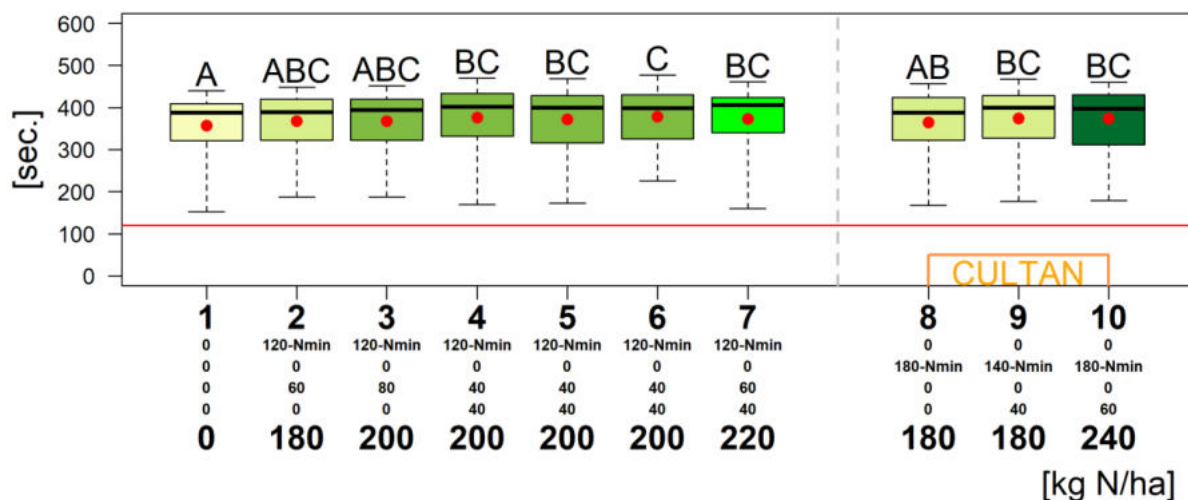 600
500
400
300
200
100
0
[sec.]
A ABC ABC BC BC C BC AB BC BC
CULTAN
1 2 3 4 5 6 7 8 9 10
0 120-Nmin 120-Nmin 120-Nmin 120-Nmin 120-Nmin 120-Nmin 0 0 0
0 0 0 0 0 0 0 180-Nmin 140-Nmin 180-Nmin
0 60 80 40 40 40 60 0 0 0
0 0 0 40 40 40 40 0 40 60
0 180 200 200 200 200 220 180 180 240
[kg N/ha]